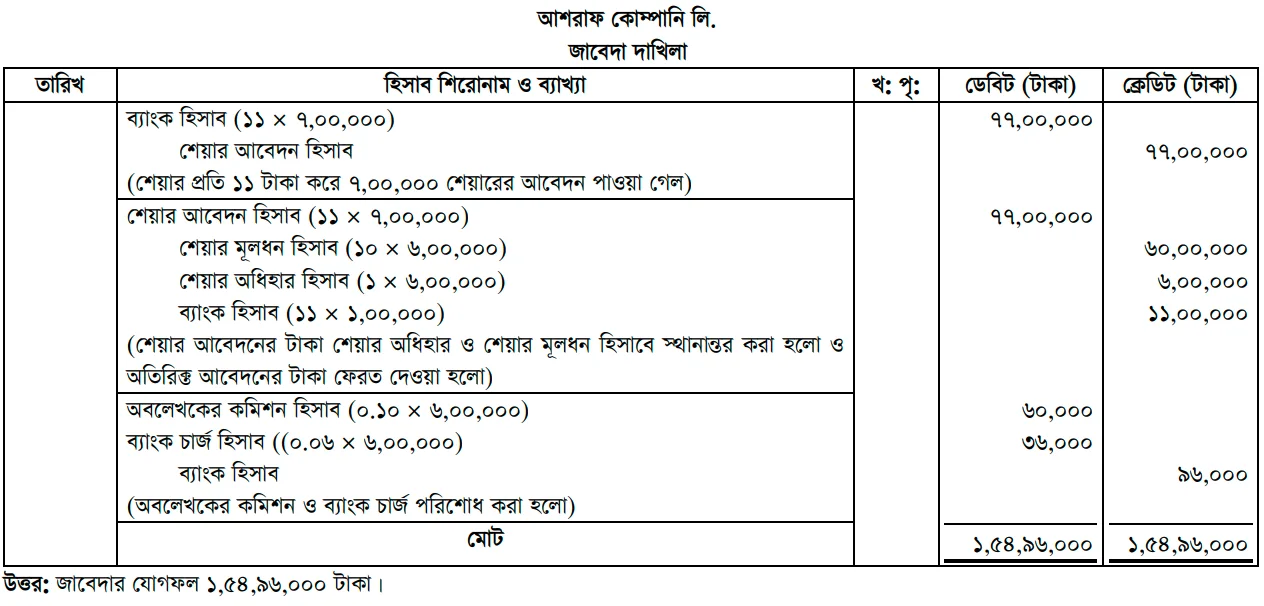 আশরাফ কোম্পানি লি.
জাবেদা দাখিলা
তারিখ হিসাব শিরোনাম ও ব্যাখ্যা খ: পৃ: ডেবিট (টাকা) ক্রেডিট (টাকা)
ব্যাংক হিসাব (১১ × ৭,০০,০০০) ৭৭,০০,০০০
শেয়ার আবেদন হিসাব ৭৭,০০,০০০
(শেয়ার প্রতি ১১ টাকা করে ৭,০০,০০০ শেয়ারের আবেদন পাওয়া গেল)
শেয়ার আবেদন হিসাব (১১ × ৭,০০,০০০) ৭৭,০০,০০০
শেয়ার মূলধন হিসাব (১০ × ৬,০০,০০০) ৬০,০০,০০০
শেয়ার অধিহার হিসাব (১ × ৬,০০,০০০) ৬,০০,০০০
ব্যাংক হিসাব (১১ × ১,০০,০০০) ১১,০০,০০০
(শেয়ার আবেদনের টাকা শেয়ার অধিহার ও শেয়ার মূলধন হিসাবে স্থানান্তর করা হলো ও
অতিরিক্ত আবেদনের টাকা ফেরত দেওয়া হলো)
অবলেখকের কমিশন হিসাব (০.১০ × ৬,০০,০০০) ৬০,০০০
ব্যাংক চার্জ হিসাব ((০.০৬ × ৬,০০,০০০) ৩৬,০০০
ব্যাংক হিসাব ৯৬,০০০
(অবলেখকের কমিশন ও ব্যাংক চার্জ পরিশোধ করা হলো)
মোট ১,৫৪,৯৬,০০০ ১,৫৪,৯৬,০০০
উত্তর: জাবেদার যোগফল ১,৫৪,৯৬,০০০ টাকা।